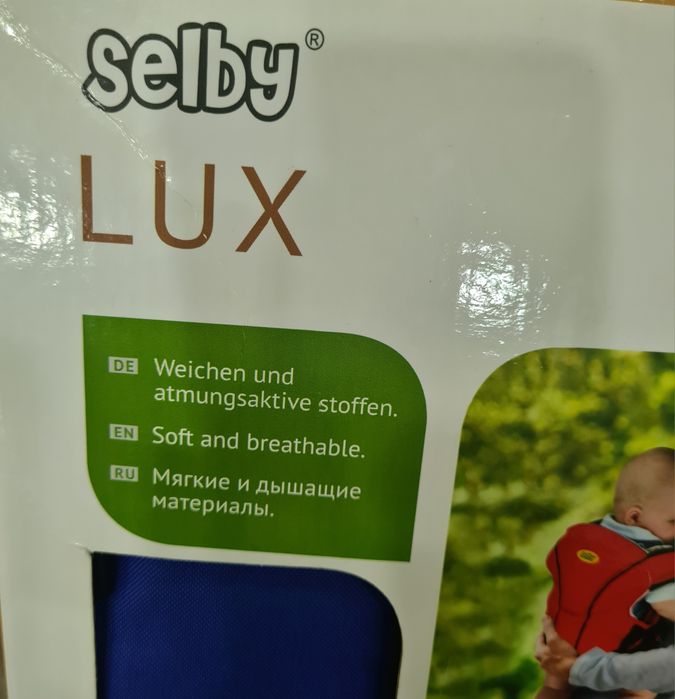 selby®
LUX
DE Weichen und
atmungsaktive stoffen.
EN Soft and breathable.
RU Мягкие и дышащие
материалы.